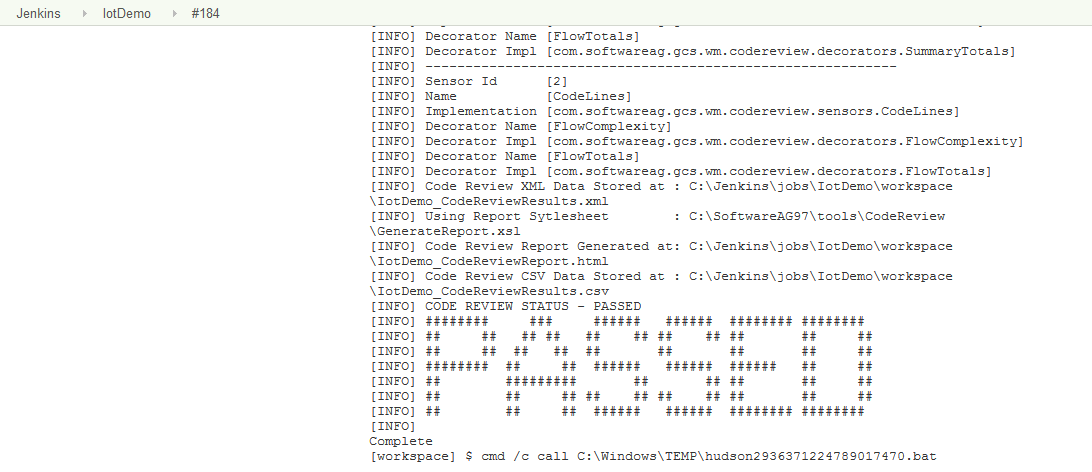 Jenkins IotDemo #184
[INFO] Decorator Name [FlowTotals]
[INFO] Decorator Impl [com.softwareag.gcs.wm.codereview.decorators.SummaryTotals]
[INFO] -----------------------------------------------------------
[INFO] Sensor Id      [2]
[INFO] Name           [CodeLines]
[INFO] Implementation [com.softwareag.gcs.wm.codereview.sensors.CodeLines]
[INFO] Decorator Name [FlowComplexity]
[INFO] Decorator Impl [com.softwareag.gcs.wm.codereview.decorators.FlowComplexity]
[INFO] Decorator Name [FlowTotals]
[INFO] Decorator Impl [com.softwareag.gcs.wm.codereview.decorators.FlowTotals]
[INFO] Code Review XML Data Stored at : C:\Jenkins\jobs\IotDemo\workspace
\IotDemo_CodeReviewResults.xml
[INFO] Using Report Sytlesheet        : C:\SoftwareAG97\tools\CodeReview
\GenerateReport.xsl
[INFO] Code Review Report Generated at: C:\Jenkins\jobs\IotDemo\workspace
\IotDemo_CodeReviewReport.html
[INFO] Code Review CSV Data Stored at : C:\Jenkins\jobs\IotDemo\workspace
\IotDemo_CodeReviewResults.csv
[INFO] CODE REVIEW STATUS - PASSED
[INFO] ########     ###     ######   ######  ######## ########
[INFO] ##     ##   ## ##   ##    ## ##    ## ##       ##     ##
[INFO] ##     ##  ##   ##  ##       ##       ##       ##     ##
[INFO] ########  ##     ##  ######   ######  ######   ##     ##
[INFO] ##        #########       ##       ## ##       ##     ##
[INFO] ##        ##     ## ##    ## ##    ## ##       ##     ##
[INFO] ##        ##     ##  ######   ######  ######## ########
[INFO]
Complete
[workspace] $ cmd /c call C:\Windows\TEMP\hudson2936371224789017470.bat